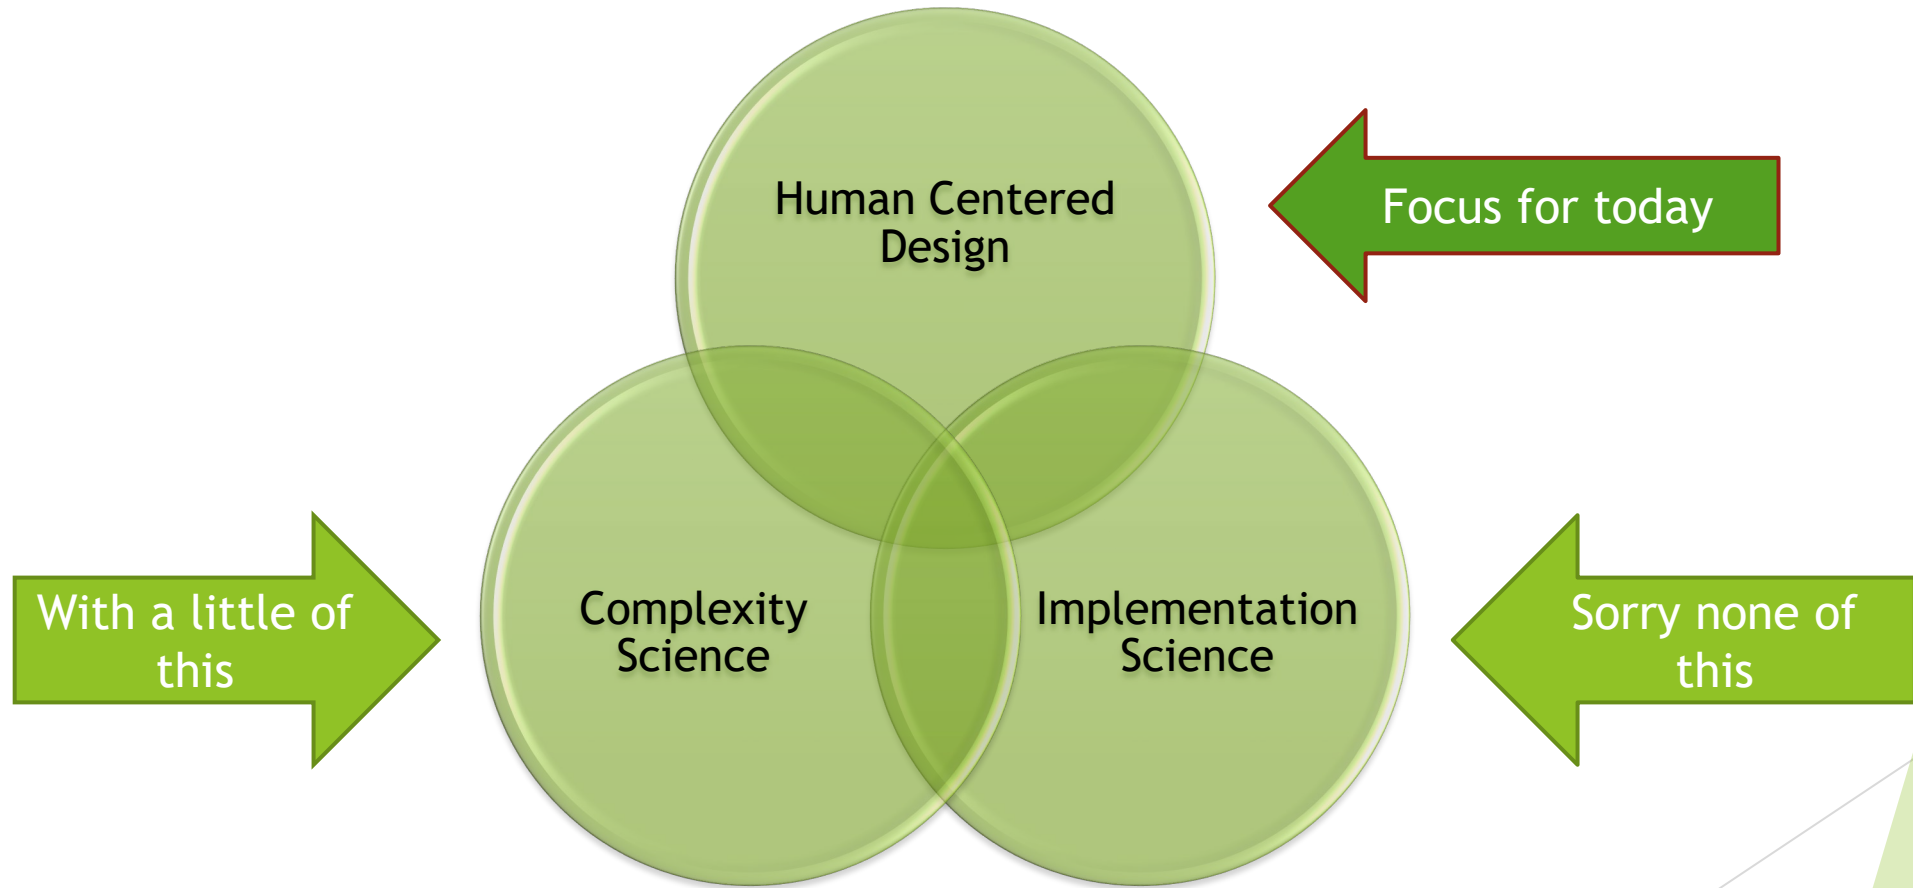 Human Centered
Design
Focus for today
With a little of
this
Complexity
Science
Implementation
Science
Sorry none of
this